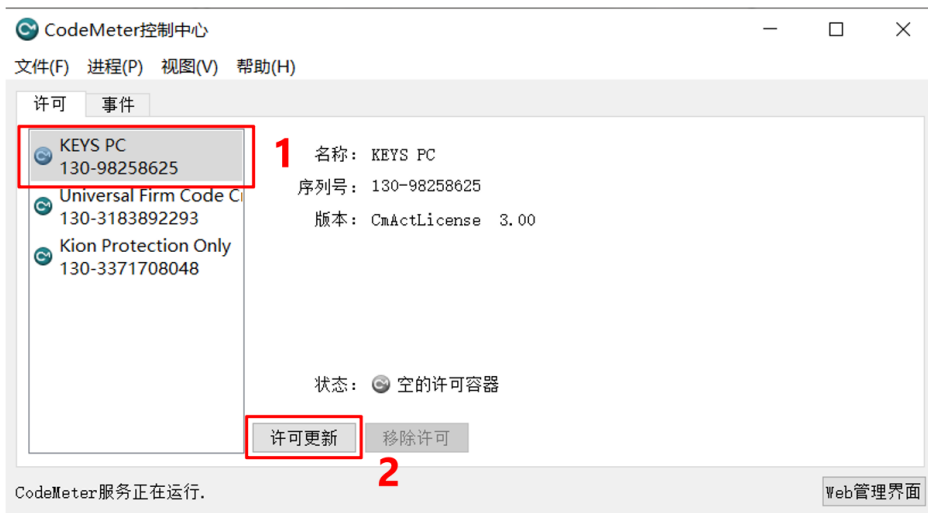 CodeMeter控制中心
文件(F) 进程(P) 视图(V) 帮助(H)
许可 事件
KEYS PC
130-98258625
1
Universal Firm Code C
130-3183892293
Kion Protection Only
130-3371708048
名称: KEYS PC
序列号: 130-98258625
版本: CmActLicense 3.00
状态: 空的许可容器
许可更新 移除许可
2
CodeMeter服务正在运行.
Web管理界面